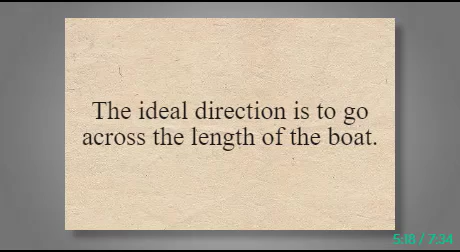 The ideal direction is to go
across the length of the boat.
5:18 / 7:34